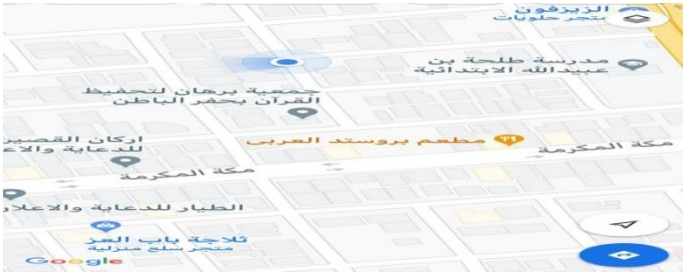 الزيزفون
متجر حلويات
مدرسة طلحة بن
عبيدالله الابتدائية
جمعية برهان لتحفيظ
القرآن بحفر الباطن
اركان القصير
للدعاية والاع
مطعم بروستد العربي
مكة المكرمة
مكة المكرمة
الطيار للدعاية والاعلان
ثلاجة باب العز
متجر سلع منزلية
Google